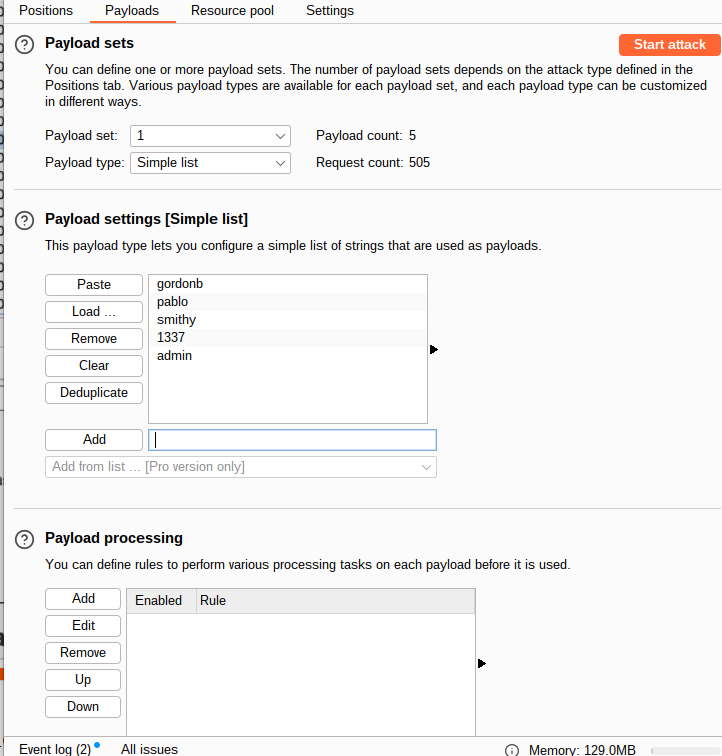 Positions Payloads Resource pool Settings
Payload sets Start attack
You can define one or more payload sets. The number of payload sets depends on the attack type defined in the
Positions tab. Various payload types are available for each payload set, and each payload type can be customized
in different ways.
Payload set: 1 Payload count: 5
Payload type: Simple list Request count: 505
Payload settings [Simple list]
This payload type lets you configure a simple list of strings that are used as payloads.
Paste
Load ...
Remove
Clear
Deduplicate
gordonb
pablo
smithy
1337
admin
Add
Add from list ... [Pro version only]
Payload processing
You can define rules to perform various processing tasks on each payload before it is used.
Add
Edit
Remove
Up
Down
Enabled Rule
Event log (2) All issues Memory: 129.0MB